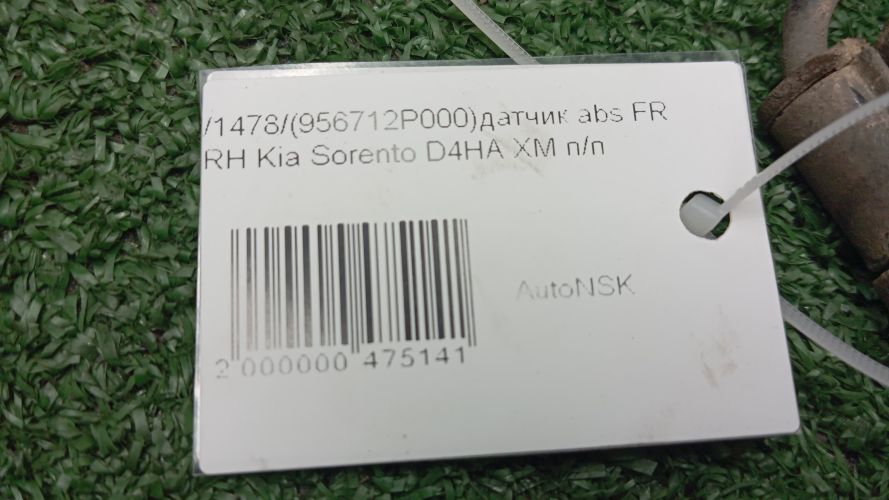 /1478/(956712P000)датчик abs FR
RH Kia Sorento D4HA XM п/п
AutoNSK
2 000000 475141